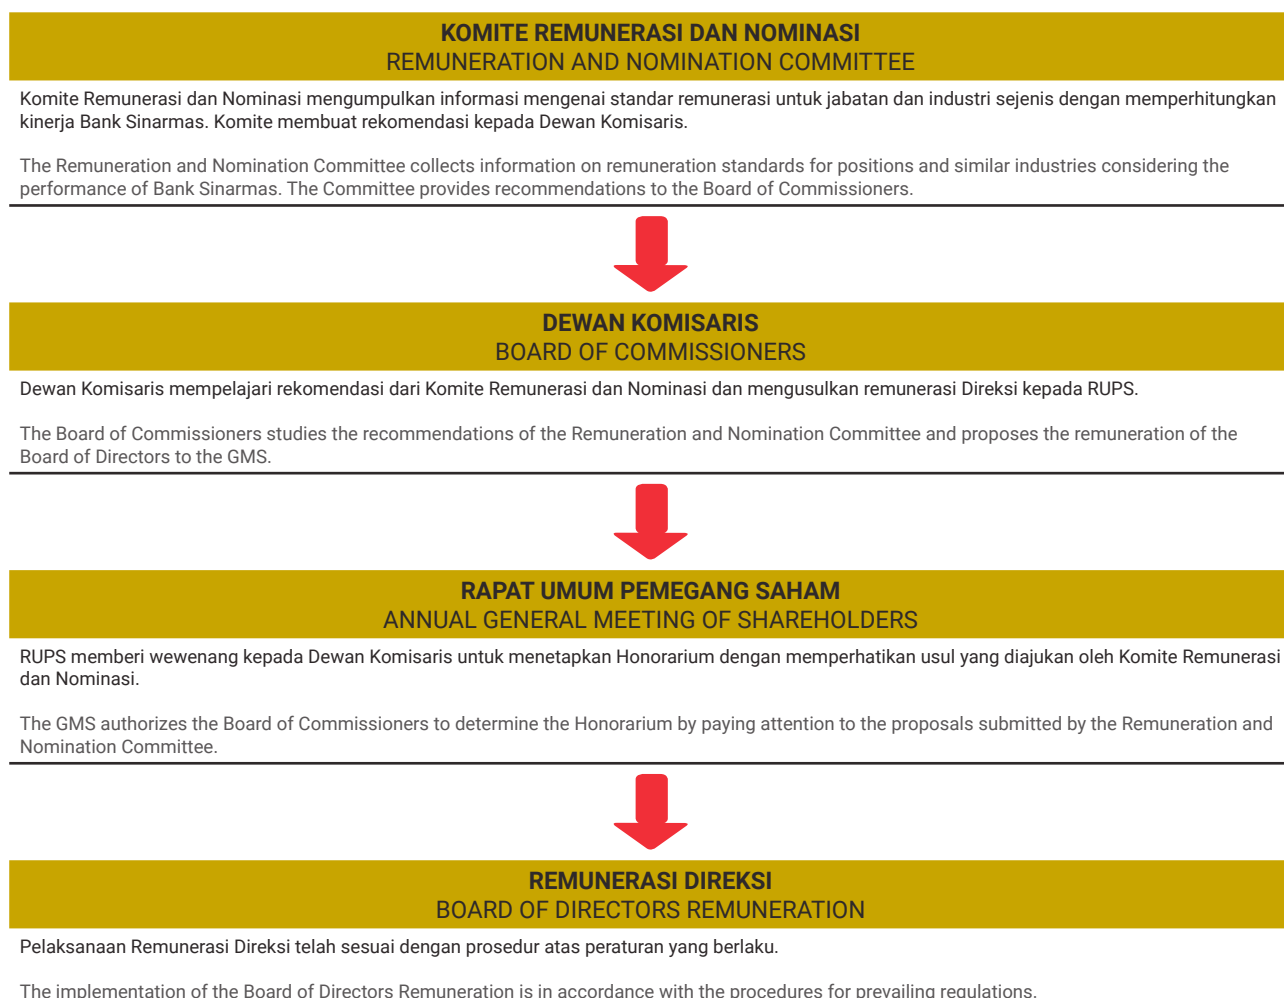 KOMITE REMUNERASI DAN NOMINASI
REMUNERATION AND NOMINATION COMMITTEE
Komite Remunerasi dan Nominasi mengumpulkan informasi mengenai standar remunerasi untuk jabatan dan industri sejenis dengan memperhitungkan
kinerja Bank Sinarmas. Komite membuat rekomendasi kepada Dewan Komisaris.
The Remuneration and Nomination Committee collects information on remuneration standards for positions and similar industries considering the
performance of Bank Sinarmas. The Committee provides recommendations to the Board of Commissioners.
DEWAN KOMISARIS
BOARD OF COMMISSIONERS
Dewan Komisaris mempelajari rekomendasi dari Komite Remunerasi dan Nominasi dan mengusulkan remunerasi Direksi kepada RUPS.
The Board of Commissioners studies the recommendations of the Remuneration and Nomination Committee and proposes the remuneration of the
Board of Directors to the GMS.
RAPAT UMUM PEMEGANG SAHAM
ANNUAL GENERAL MEETING OF SHAREHOLDERS
RUPS memberi wewenang kepada Dewan Komisaris untuk menetapkan Honorarium dengan memperhatikan usul yang diajukan oleh Komite Remunerasi
dan Nominasi.
The GMS authorizes the Board of Commissioners to determine the Honorarium by paying attention to the proposals submitted by the Remuneration and
Nomination Committee.
REMUNERASI DIREKSI
BOARD OF DIRECTORS REMUNERATION
Pelaksanaan Remunerasi Direksi telah sesuai dengan prosedur atas peraturan yang berlaku.
The implementation of the Board of Directors Remuneration is in accordance with the procedures for prevailing regulations.